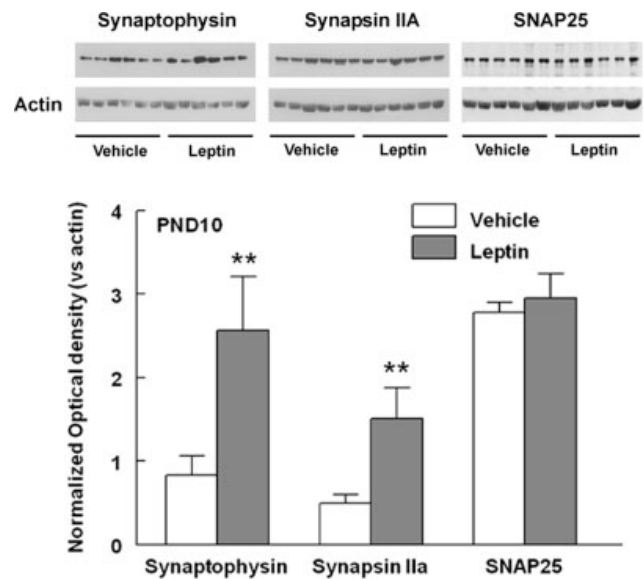 Synaptophysin Synapsin IIA SNAP25
Actin
Vehicle Leptin Vehicle Leptin Vehicle Leptin
Normalized Optical density (vs actin)
4
3
2
1
0
PND10
Vehicle
Leptin
**
**
Synaptophysin Synapsin IIa SNAP25